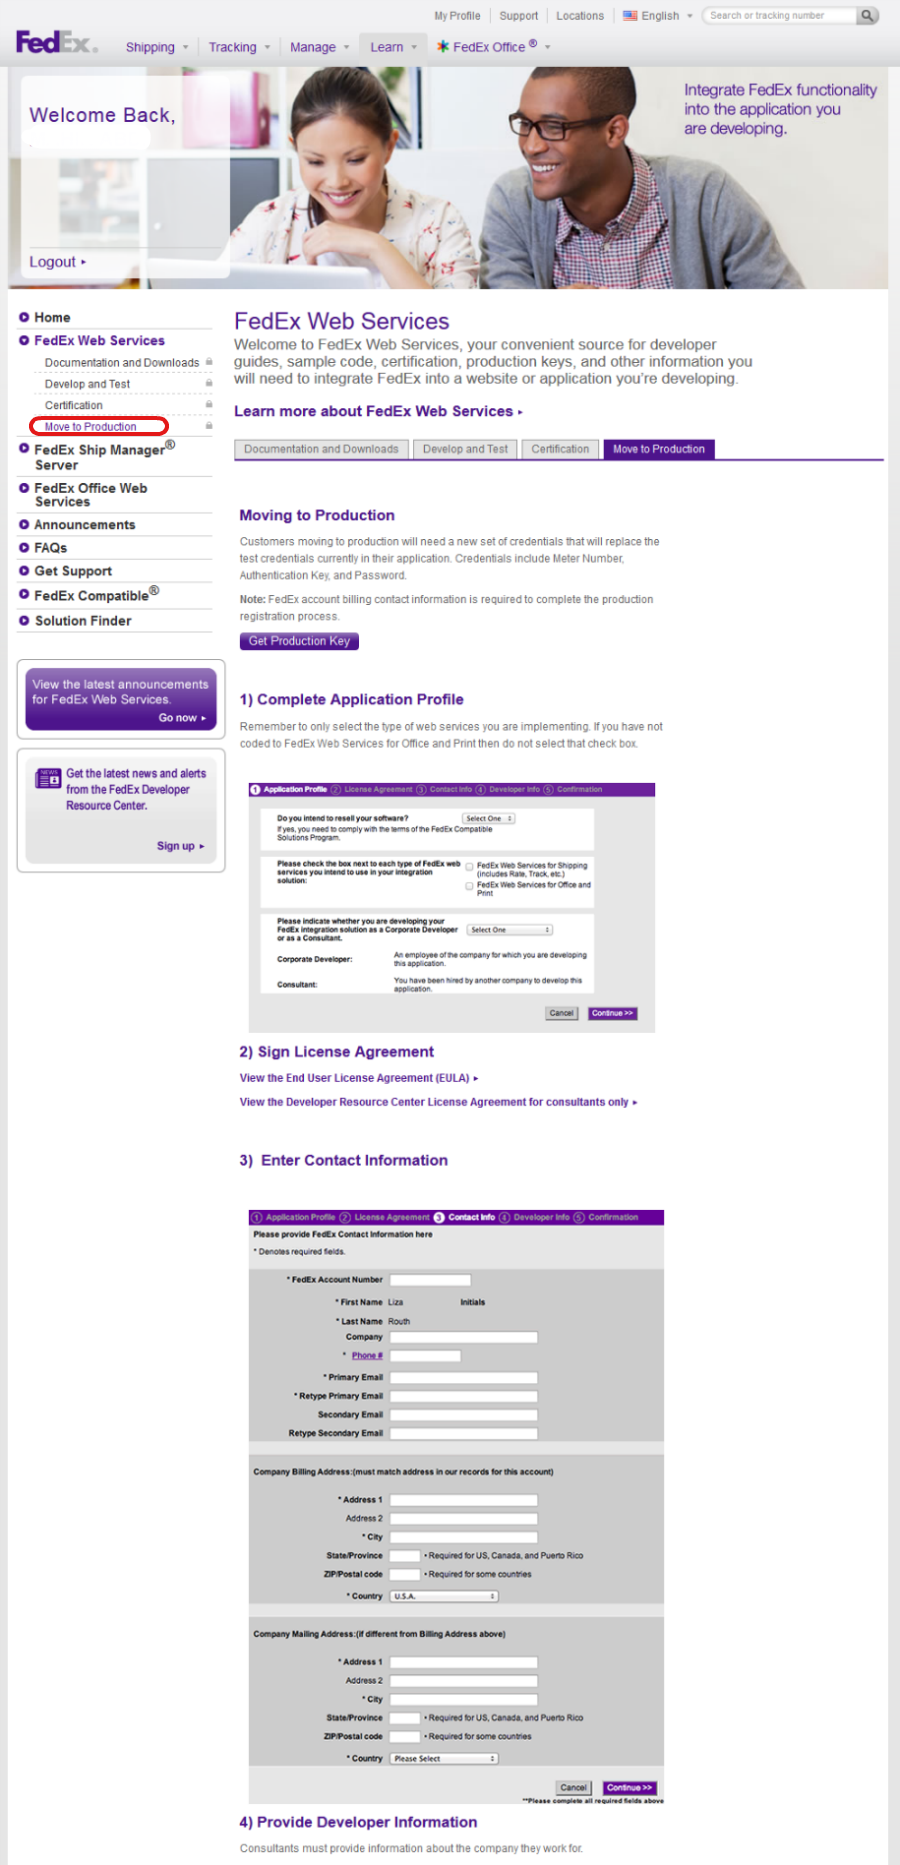 My Profile Support Locations English Search or tracking number
FedEx.
Shipping Tracking Manage Learn FedEx Office ®
Welcome Back,
Logout
Integrate FedEx functionality
into the application you
are developing.
Home
FedEx Web Services
Documentation and Downloads
Develop and Test
Certification
Move to Production
FedEx Ship Manager®
Server
FedEx Office Web
Services
Announcements
FAQs
Get Support
FedEx Compatible®
Solution Finder
View the latest announcements
for FedEx Web Services.
Go now
NEWS
Get the latest news and alerts
from the FedEx Developer
Resource Center.
Sign up
FedEx Web Services
Welcome to FedEx Web Services, your convenient source for developer
guides, sample code, certification, production keys, and other information you
will need to integrate FedEx into a website or application you're developing.
Learn more about FedEx Web Services
Documentation and Downloads Develop and Test Certification Move to Production
Moving to Production
Customers moving to production will need a new set of credentials that will replace the
test credentials currently in their application. Credentials include Meter Number,
Authentication Key, and Password.
Note: FedEx account billing contact information is required to complete the production
registration process.
Get Production Key
1) Complete Application Profile
Remember to only select the type of web services you are implementing. If you have not
coded to FedEx Web Services for Office and Print then do not select that check box.
1 Application Profile 2 License Agreement 3 Contact Info 4 Developer Info 5 Confirmation
Do you intend to resell your software? Select One
If yes, you need to comply with the terms of the FedEx Compatible
Solutions Program.
Please check the box next to each type of FedEx web
services you intend to use in your integration
solution:
FedEx Web Services for Shipping
(includes Rate, Track, etc.)
FedEx Web Services for Office and
Print
Please indicate whether you are developing your
FedEx integration solution as a Corporate Developer
or as a Consultant.
Select One
Corporate Developer: An employee of the company for which you are developing
this application.
Consultant: You have been hired by another company to develop this
application.
Cancel Continue >>
2) Sign License Agreement
View the End User License Agreement (EULA)
View the Developer Resource Center License Agreement for consultants only
3) Enter Contact Information
1 Application Profile 2 License Agreement 3 Contact Info 4 Developer Info 5 Confirmation
Please provide FedEx Contact Information here
* Denotes required fields.
* FedEx Account Number
* First Name Liza Initials
* Last Name Routh
Company
* Phone #
* Primary Email
* Retype Primary Email
Secondary Email
Retype Secondary Email
Company Billing Address:(must match address in our records for this account)
* Address 1
Address 2
* City
State/Province • Required for US, Canada, and Puerto Rico
ZIP/Postal code • Required for some countries
* Country U.S.A.
Company Mailing Address:(if different from Billing Address above)
* Address 1
Address 2
* City
State/Province • Required for US, Canada, and Puerto Rico
ZIP/Postal code • Required for some countries
* Country Please Select
Cancel Continue >>
**Please complete all required fields above
4) Provide Developer Information
Consultants must provide information about the company they work for.